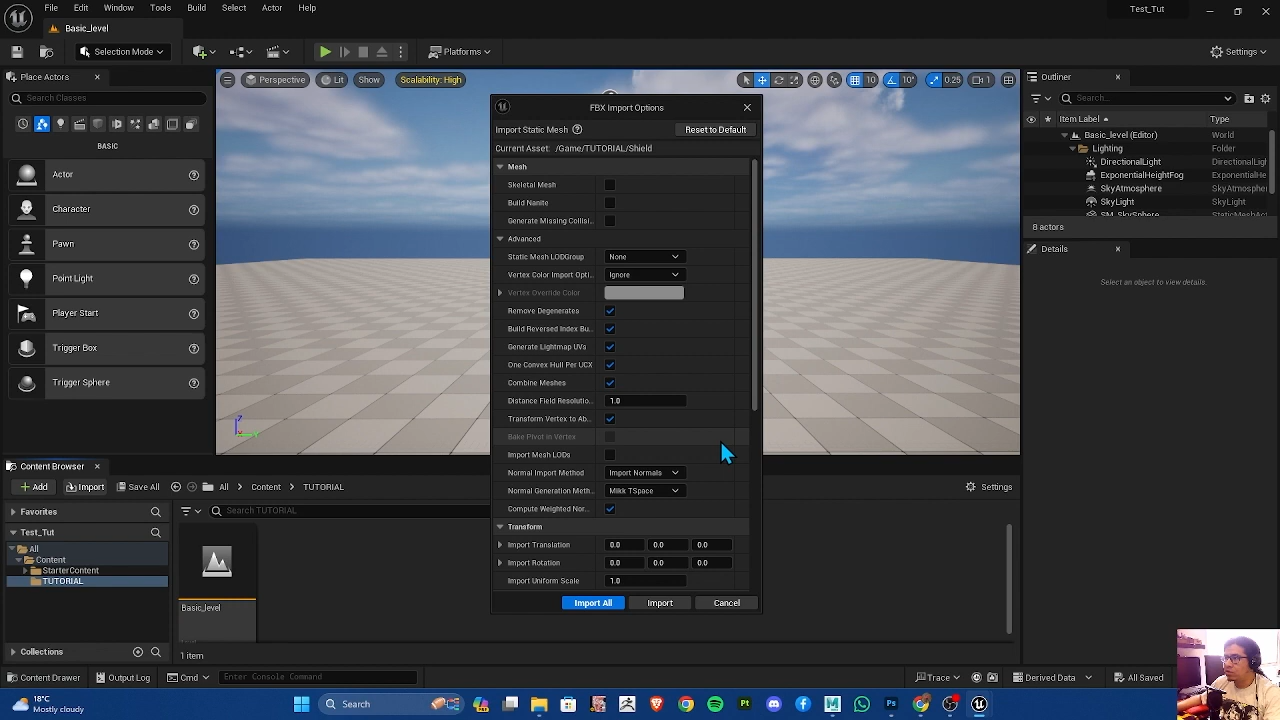 File Edit Window Tools Build Select Actor Help
Test_Tut
Basic_level
Selection Mode
Platforms
Settings
Place Actors
Search Classes
BASIC
Actor
Character
Pawn
Point Light
Player Start
Trigger Box
Trigger Sphere
Perspective Lit Show Scalability: High
10 10° 0.25 1
Z
Y
FBX Import Options
Import Static Mesh
Reset to Default
Current Asset: /Game/TUTORIAL/Shield
Mesh
Skeletal Mesh
Build Nanite
Generate Missing Collisi..
Advanced
Static Mesh LODGroup None
Vertex Color Import Opti.. Ignore
Vertex Override Color
Remove Degenerates
Build Reversed Index Bu..
Generate Lightmap UVs
One Convex Hull Per UCX
Combine Meshes
Distance Field Resolutio.. 1.0
Transform Vertex to Ab..
Bake Pivot in Vertex
Import Mesh LODs
Normal Import Method Import Normals
Normal Generation Meth.. Mikk TSpace
Compute Weighted Nor..
Transform
Import Translation 0.0 0.0 0.0
Import Rotation 0.0 0.0 0.0
Import Uniform Scale 1.0
Import All Import Cancel
Outliner
Search...
Item Label Type
Basic_level (Editor) World
Lighting Folder
DirectionalLight DirectionalLig
ExponentialHeightFog ExponentialHe
SkyAtmosphere SkyAtmosphere
SkyLight SkyLight
SM_SkySphere StaticMeshAc
8 actors
Details
Select an object to view details.
Content Browser
Add Import Save All All Content TUTORIAL
Settings
Favorites
Search TUTORIAL
Test_Tut
All
Content
StarterContent
TUTORIAL
Basic_level
Collections
1 item
Content Drawer Output Log Cmd Enter Console Command Trace Derived Data All Saved
18°C
Mostly cloudy
Search